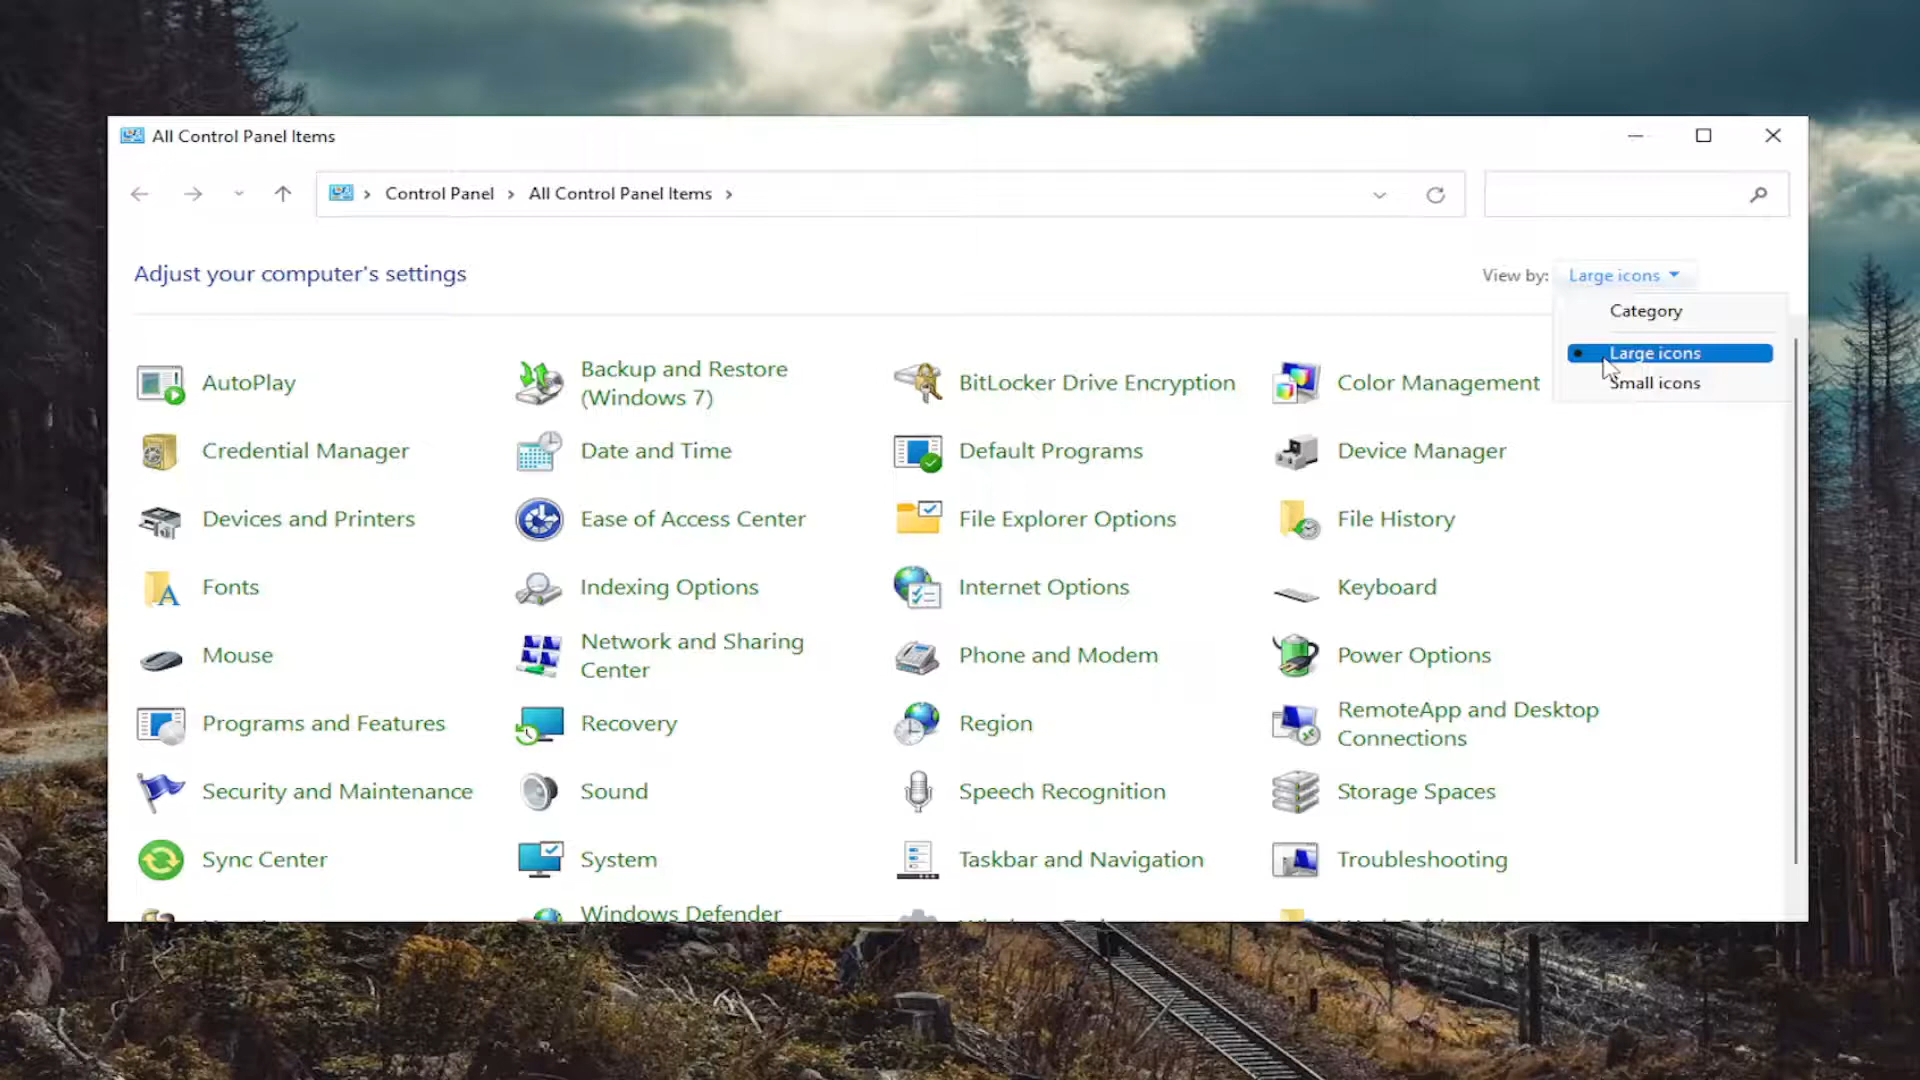 All Control Panel Items
Control Panel All Control Panel Items
Adjust your computer's settings
View by: Large icons
Category
Large icons
Small icons
AutoPlay
Backup and Restore
(Windows 7)
BitLocker Drive Encryption
Color Management
Credential Manager
Date and Time
Default Programs
Device Manager
Devices and Printers
Ease of Access Center
File Explorer Options
File History
Fonts
Indexing Options
Internet Options
Keyboard
Mouse
Network and Sharing
Center
Phone and Modem
Power Options
Programs and Features
Recovery
Region
RemoteApp and Desktop
Connections
Security and Maintenance
Sound
Speech Recognition
Storage Spaces
Sync Center
System
Taskbar and Navigation
Troubleshooting
Windows Defender